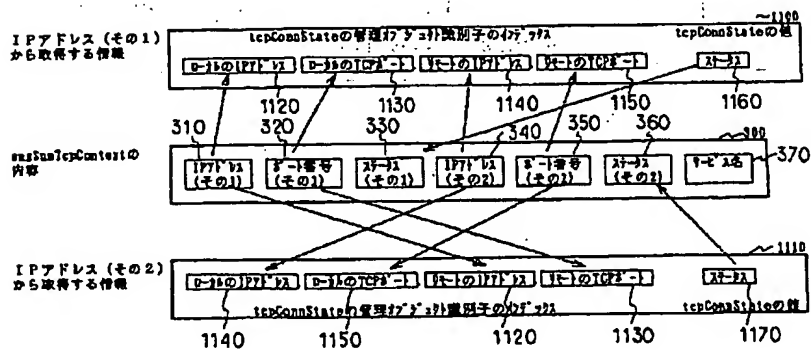 1100
IPアドレス(その1)
から取得する情報
tcpConnStateの管理オブジェクト識別子のインデックス
tcpConnStateの値
ローカルのIPアドレス
ローカルのTCPポート
リモートのIPアドレス
リモートのTCPポート
ステータス
1120
1130
1140
1150
1160
310
320
330
340
350
360
300
の
内容
IPアドレス
(その1)
ポート番号
(その1)
ステータス
(その1)
IPアドレス
(その2)
ポート番号
(その2)
ステータス
(その2)
サービス名
370
1110
IPアドレス(その2)
から取得する情報
ローカルのIPアドレス
ローカルのTCPポート
リモートのIPアドレス
リモートのTCPポート
ステータス
tcpConnStateの管理オブジェクト識別子のインデックス
tcpConnStateの値
1140
1150
1120
1130
1170